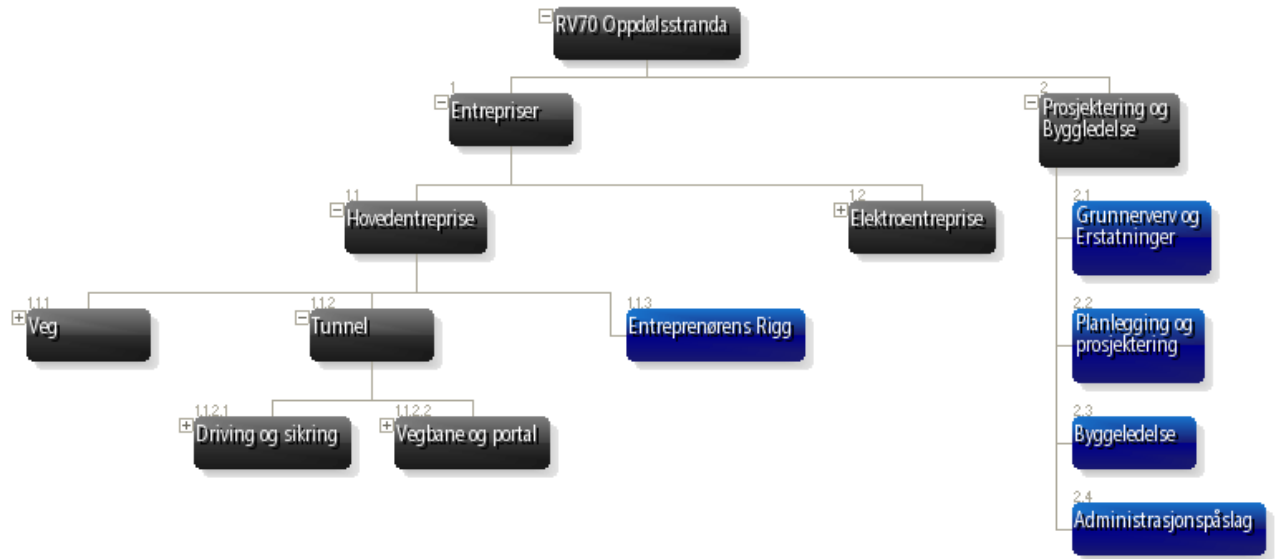 RV70 Oppdølsstranda
1
Entrepriser
2
Prosjektering og
Byggledelse
1.1
Hovedentreprise
1.2
Elektroentreprise
2.1
Grunnerverv og
Erstatninger
1.1.1
Veg
1.1.2
Tunnel
1.1.3
Entreprenørens Rigg
2.2
Planlegging og
prosjektering
1.1.2.1
Driving og sikring
1.1.2.2
Vegbane og portal
2.3
Byggeledelse
2.4
Administrasjonspåslag